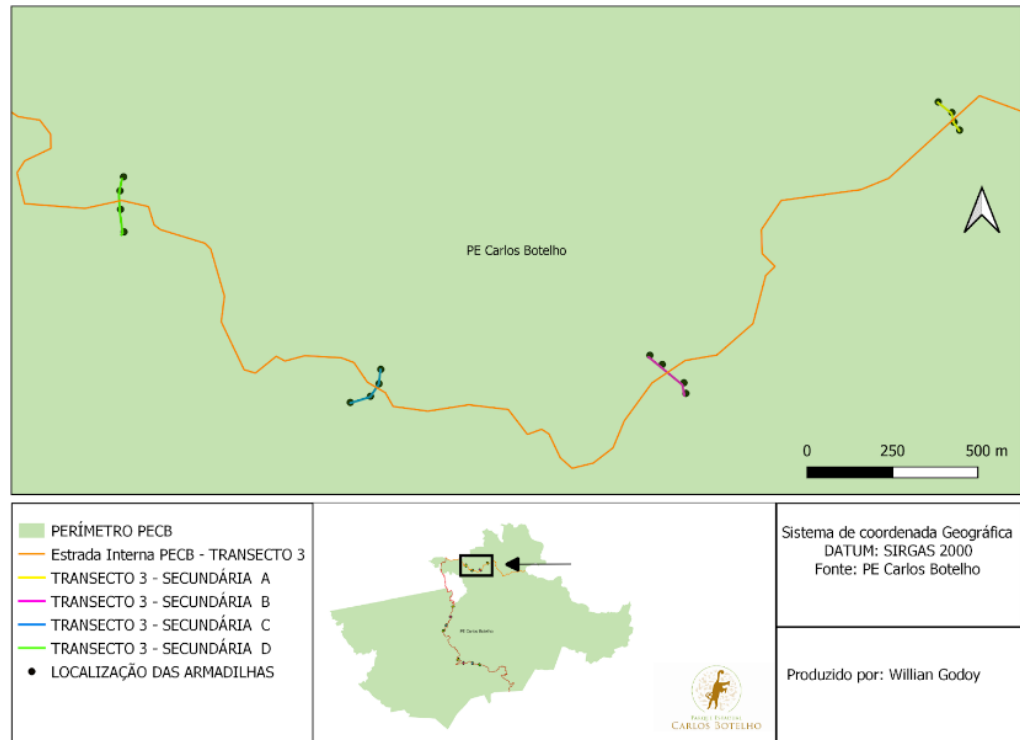 PE Carlos Botelho
0 250 500 m
PERÍMETRO PECB
Estrada Interna PECB - TRANSECTO 3
TRANSECTO 3 - SECUNDÁRIA A
TRANSECTO 3 - SECUNDÁRIA B
TRANSECTO 3 - SECUNDÁRIA C
TRANSECTO 3 - SECUNDÁRIA D
LOCALIZAÇÃO DAS ARMADILHAS
PE Carlos Botelho
PARQUE ESTADUAL
CARLOS BOTELHO
Sistema de coordenada Geográfica
DATUM: SIRGAS 2000
Fonte: PE Carlos Botelho
Produzido por: Willian Godoy